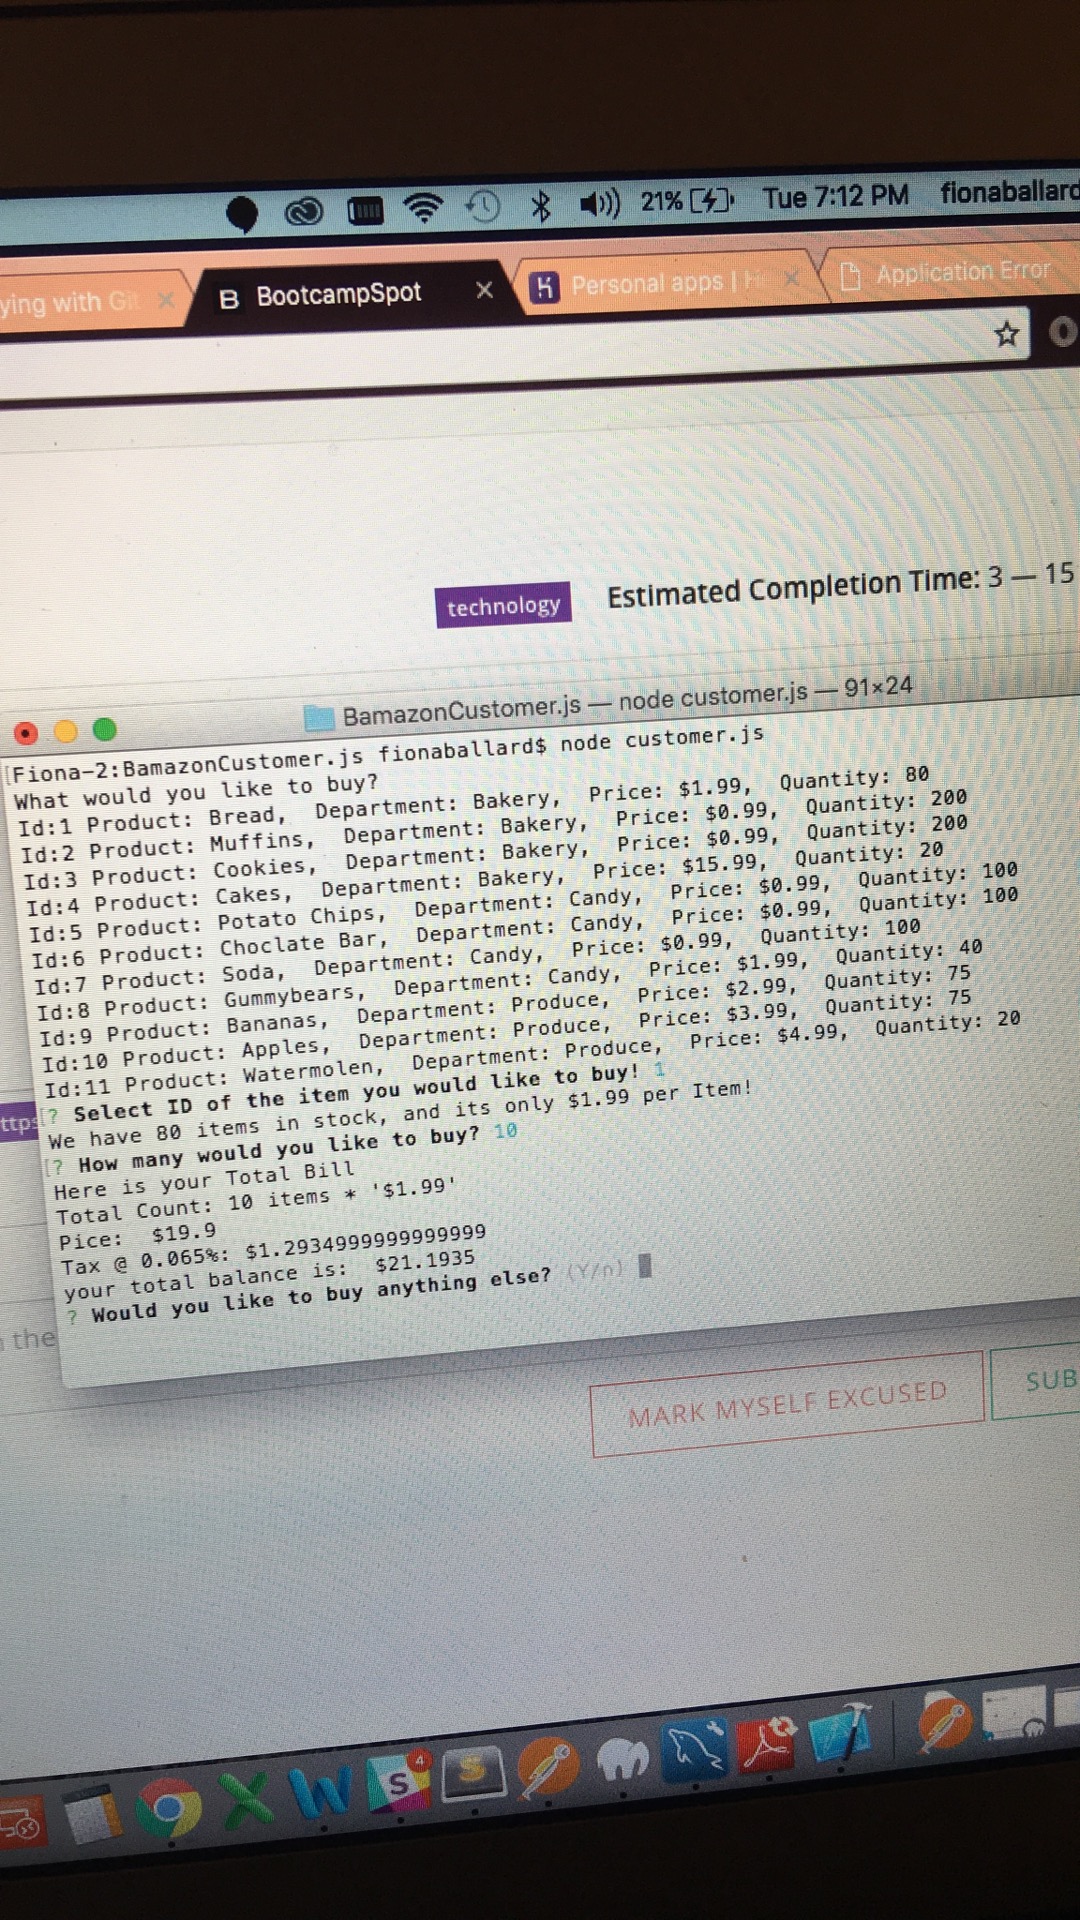 21% Tue 7:12 PM fionaballard
ying with Git BootcampSpot Personal apps | Application Error
technology Estimated Completion Time: 3 — 15
BamazonCustomer.js — node customer.js — 91×24
[Fiona-2:BamazonCustomer.js fionaballard$ node customer.js
What would you like to buy?
Id:1 Product: Bread, Department: Bakery, Price: $1.99, Quantity: 80
Id:2 Product: Muffins, Department: Bakery, Price: $0.99, Quantity: 200
Id:3 Product: Cookies, Department: Bakery, Price: $0.99, Quantity: 200
Id:4 Product: Cakes, Department: Bakery, Price: $15.99, Quantity: 20
Id:5 Product: Potato Chips, Department: Candy, Price: $0.99, Quantity: 100
Id:6 Product: Choclate Bar, Department: Candy, Price: $0.99, Quantity: 100
Id:7 Product: Soda, Department: Candy, Price: $0.99, Quantity: 100
Id:8 Product: Gummybears, Department: Candy, Price: $1.99, Quantity: 40
Id:9 Product: Bananas, Department: Produce, Price: $2.99, Quantity: 75
Id:10 Product: Apples, Department: Produce, Price: $3.99, Quantity: 75
Id:11 Product: Watermolen, Department: Produce, Price: $4.99, Quantity: 20
[? Select ID of the item you would like to buy! 1
ttps
We have 80 items in stock, and its only $1.99 per Item!
[? How many would you like to buy? 10
Here is your Total Bill
Total Count: 10 items * '$1.99'
Pice: $19.9
Tax @ 0.065%: $1.2934999999999999
your total balance is: $21.1935
? Would you like to buy anything else? (Y/n)
the
MARK MYSELF EXCUSED SUB
4